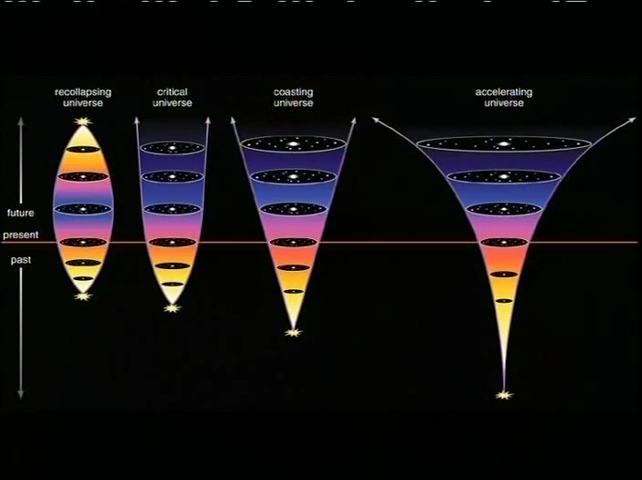 recollapsing
universe
critical
universe
coasting
universe
accelerating
universe
future
present
past